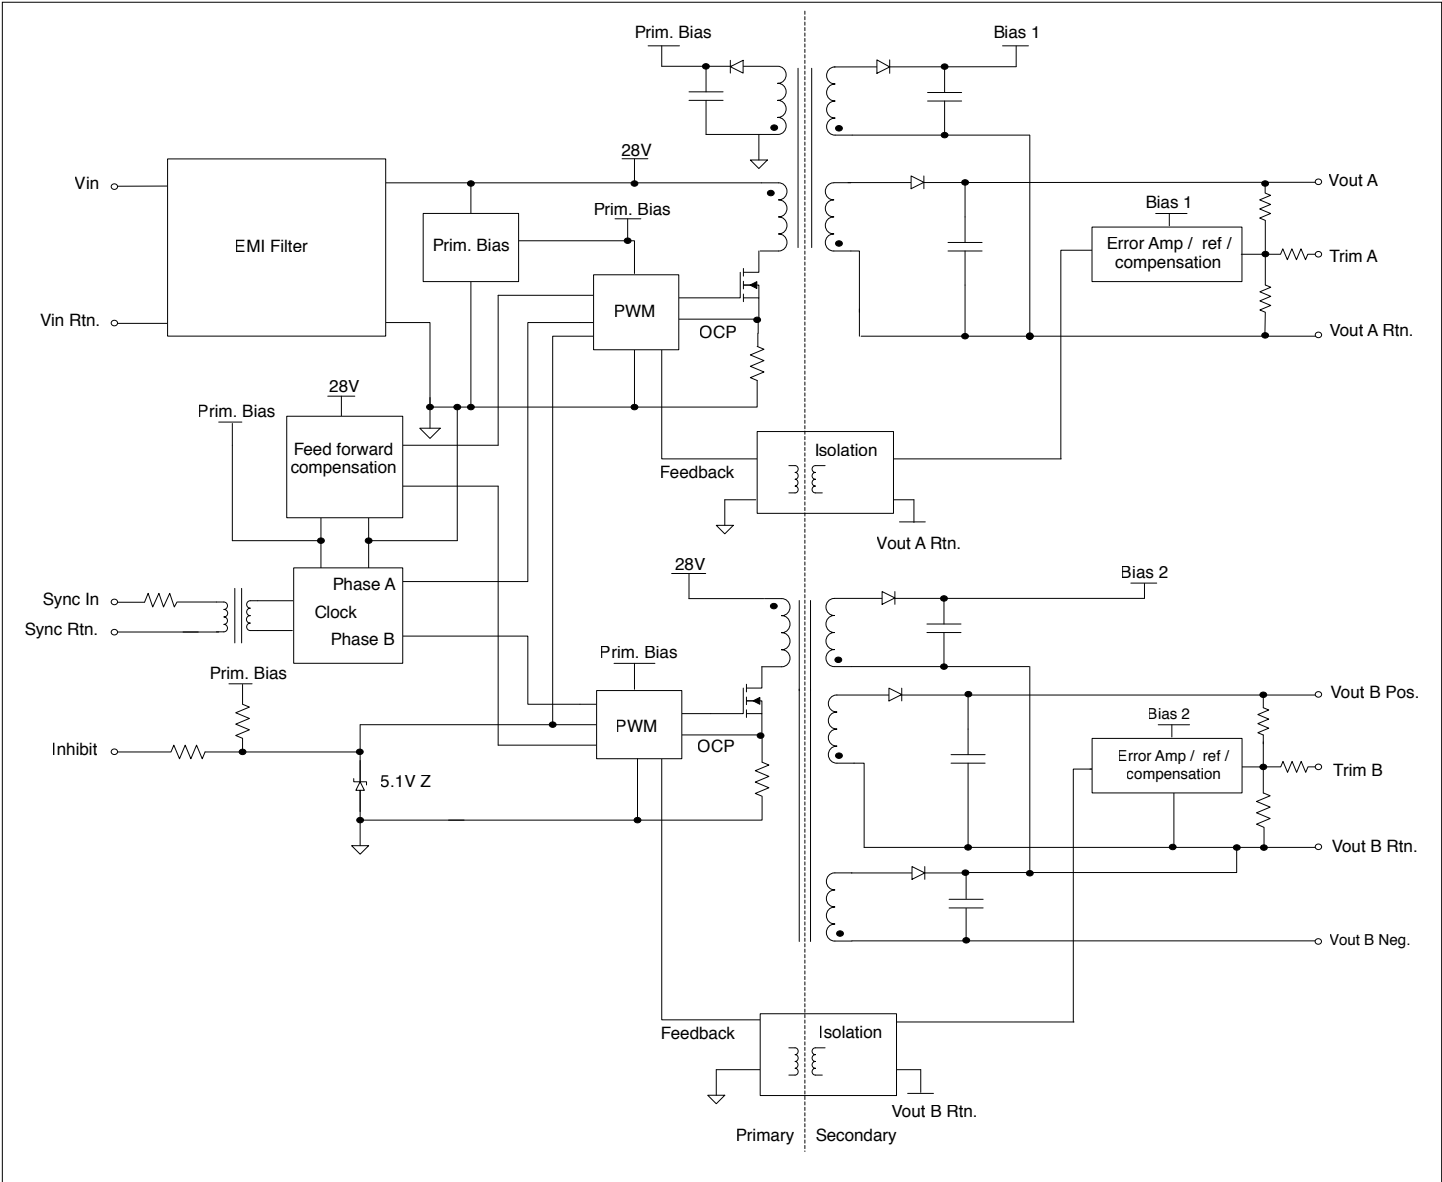 Prim. Bias
Bias 1
28V
Vin
Vout A
Prim. Bias
Bias 1
EMI Filter
Prim. Bias
Error Amp / ref /
compensation
Trim A
PWM
Vin Rtn.
OCP
Vout A Rtn.
28V
Prim. Bias
Feed forward
compensation
Isolation
Feedback
Vout A Rtn.
28V
Bias 2
Phase A
Sync In
Clock
Sync Rtn.
Phase B
Prim. Bias
Prim. Bias
Vout B Pos.
Bias 2
PWM
Inhibit
OCP
Error Amp / ref /
compensation
Trim B
5.1V Z
Vout B Rtn.
Vout B Neg.
Feedback
Isolation
Vout B Rtn.
Primary
Secondary